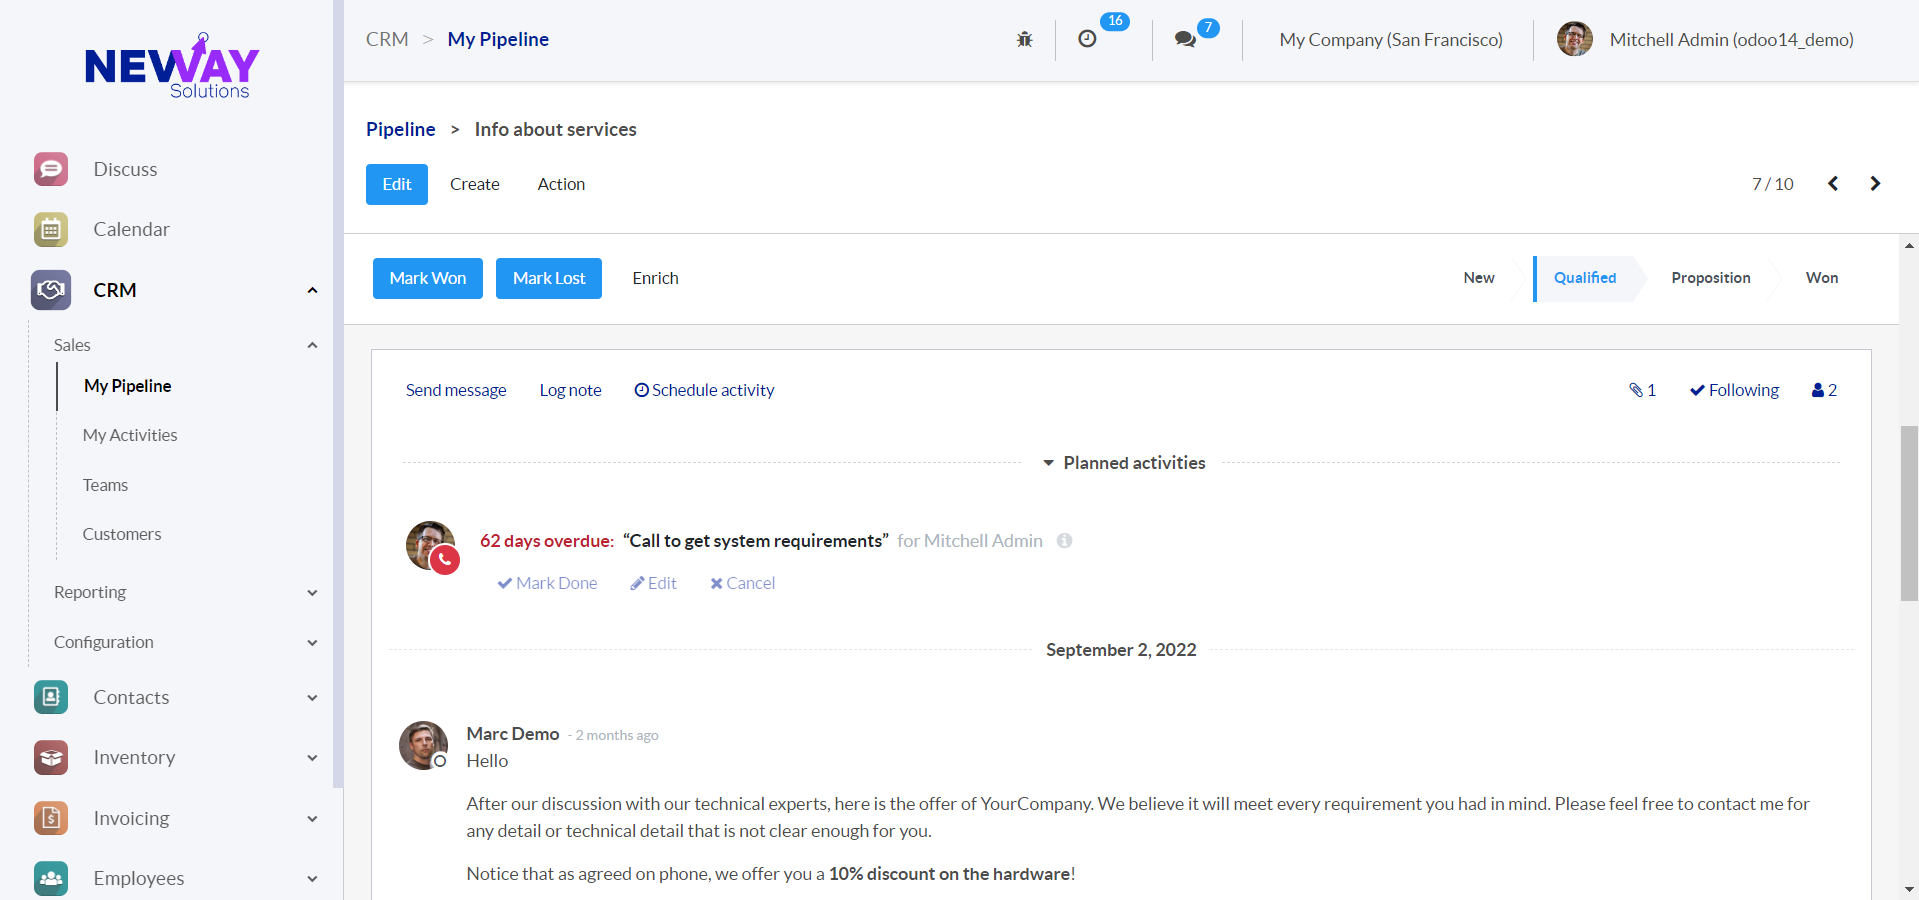 NEWAY
Solutions
Discuss
Calendar
CRM
Sales
My Pipeline
My Activities
Teams
Customers
Reporting
Configuration
Contacts
Inventory
Invoicing
Employees
CRM > My Pipeline
16
7
My Company (San Francisco)
Mitchell Admin (odoo14_demo)
Pipeline > Info about services
Edit Create Action
7 / 10
Mark Won Mark Lost Enrich
New Qualified Proposition Won
Send message Log note Schedule activity
1 Following 2
Planned activities
62 days overdue: “Call to get system requirements” for Mitchell Admin
Mark Done Edit Cancel
September 2, 2022
Marc Demo - 2 months ago
Hello
After our discussion with our technical experts, here is the offer of YourCompany. We believe it will meet every requirement you had in mind. Please feel free to contact me for
any detail or technical detail that is not clear enough for you.
Notice that as agreed on phone, we offer you a 10% discount on the hardware!